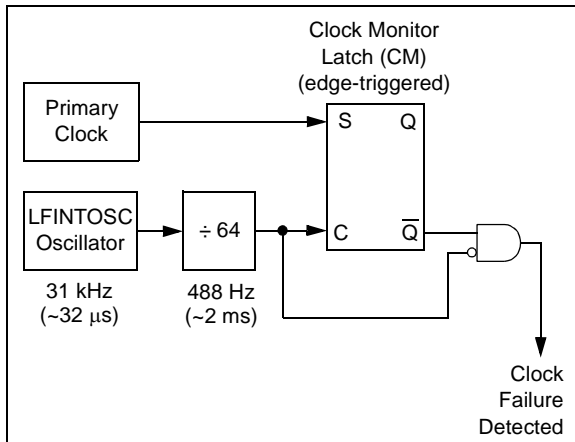 Clock Monitor
Latch (CM)
(edge-triggered)
Primary
Clock
S
Q
LFINTOSC
Oscillator
÷ 64
C
Q̅
31 kHz
(~32 μs)
488 Hz
(~2 ms)
Clock
Failure
Detected